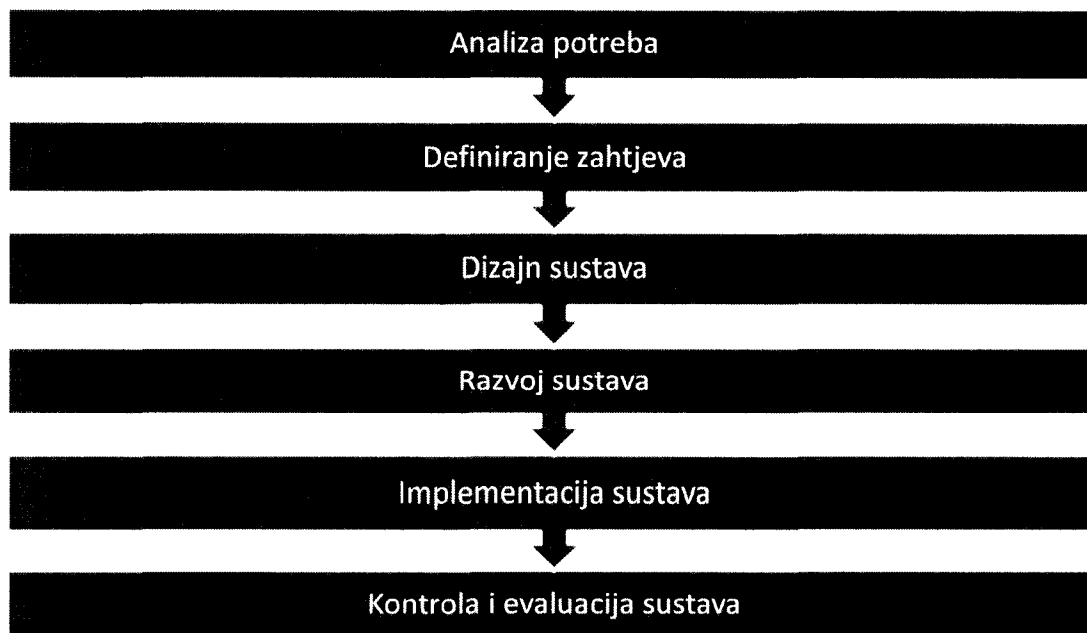 Analiza potreba
Definiranje zahtjeva
Dizajn sustava
Razvoj sustava
Implementacija sustava
Kontrola i evaluacija sustava